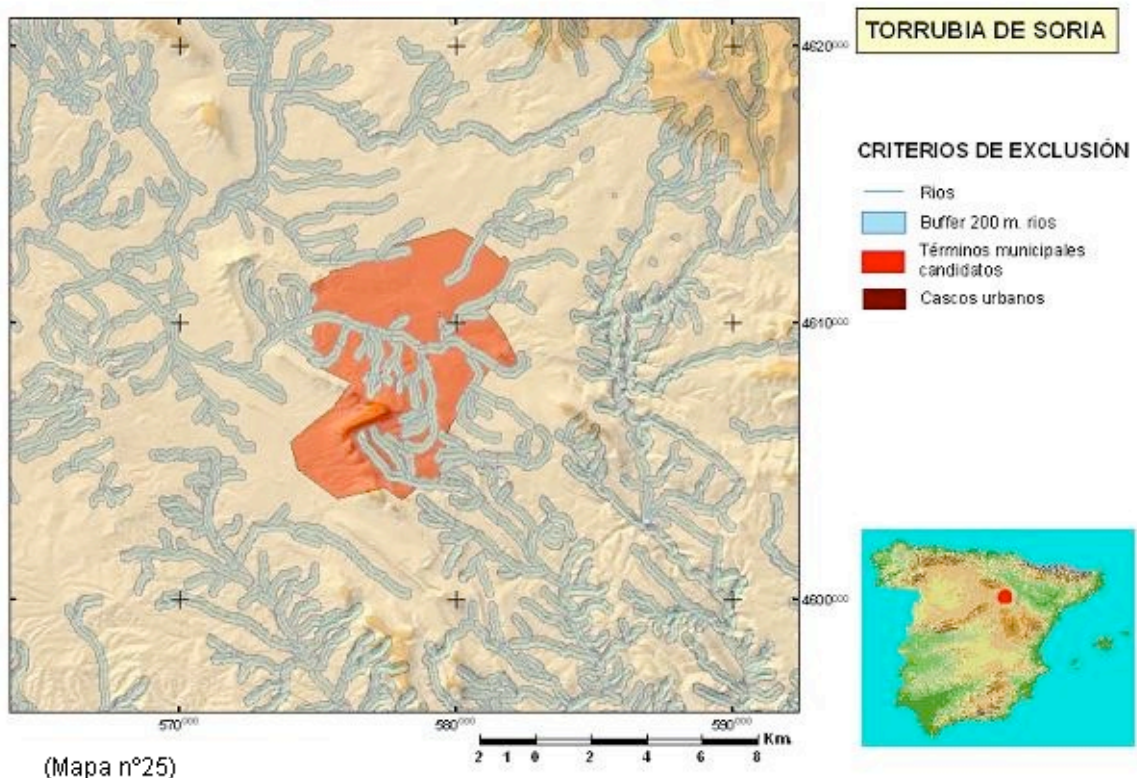 TORRUBIA DE SORIA
CRITERIOS DE EXCLUSIÓN
Rios
Buffer 200 m. rios
Términos municipales
candidatos
Cascos urbanos
4620000
4610000
4600000
570000 580000 590000
2 1 0 2 4 6 8 Km.
(Mapa nº25)